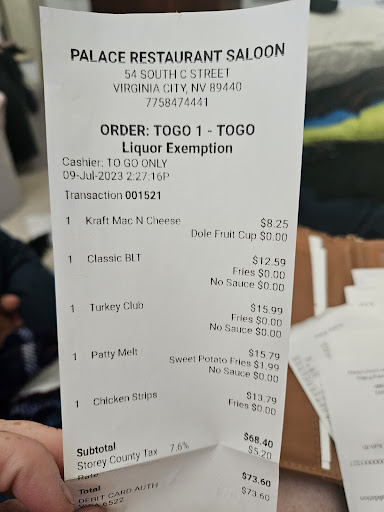 PALACE RESTAURANT SALOON
54 SOUTH C STREET
VIRGINIA CITY, NV 89440
7758474441
ORDER: TOGO 1 - TOGO
Liquor Exemption
Cashier: TO GO ONLY
09-Jul-2023 2:27:16P
Transaction 001521
1 Kraft Mac N Cheese $8.25
Dole Fruit Cup $0.00
1 Classic BLT $12.59
Fries $0.00
No Sauce $0.00
1 Turkey Club $15.99
Fries $0.00
No Sauce $0.00
1 Patty Melt $15.79
Sweet Potato Fries $1.99
No Sauce $0.00
1 Chicken Strips $13.79
Fries $0.00
Subtotal $68.40
Storey County Tax 7.6% $5.20
Rate
Total $73.60
DEBIT CARD AUTH $73.60
VISA 6522